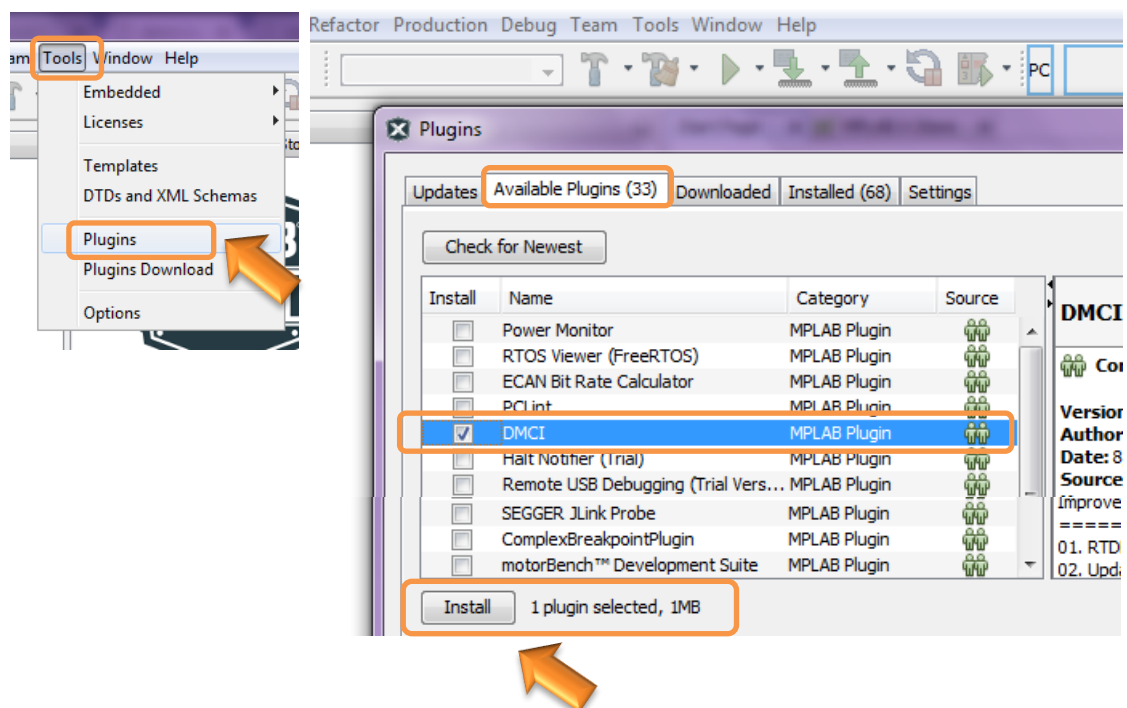 Tools Window Help
Embedded
Licenses
Templates
DTDs and XML Schemas
Plugins
Plugins Download
Options
Refactor Production Debug Team Tools Window Help
PC
Plugins
Updates Available Plugins (33) Downloaded Installed (68) Settings
Check for Newest
Install Name Category Source
Power Monitor MPLAB Plugin
RTOS Viewer (FreeRTOS) MPLAB Plugin
ECAN Bit Rate Calculator MPLAB Plugin
PCLint MPLAB Plugin
DMCI MPLAB Plugin
Halt Notifier (Trial) MPLAB Plugin
Remote USB Debugging (Trial Vers... MPLAB Plugin
SEGGER JLink Probe MPLAB Plugin
ComplexBreakpointPlugin MPLAB Plugin
motorBench™ Development Suite MPLAB Plugin
Install 1 plugin selected, 1MB
DMCI
Version
Author
Date: 8
Source
Improve
=====
01. RTD
02. Upd